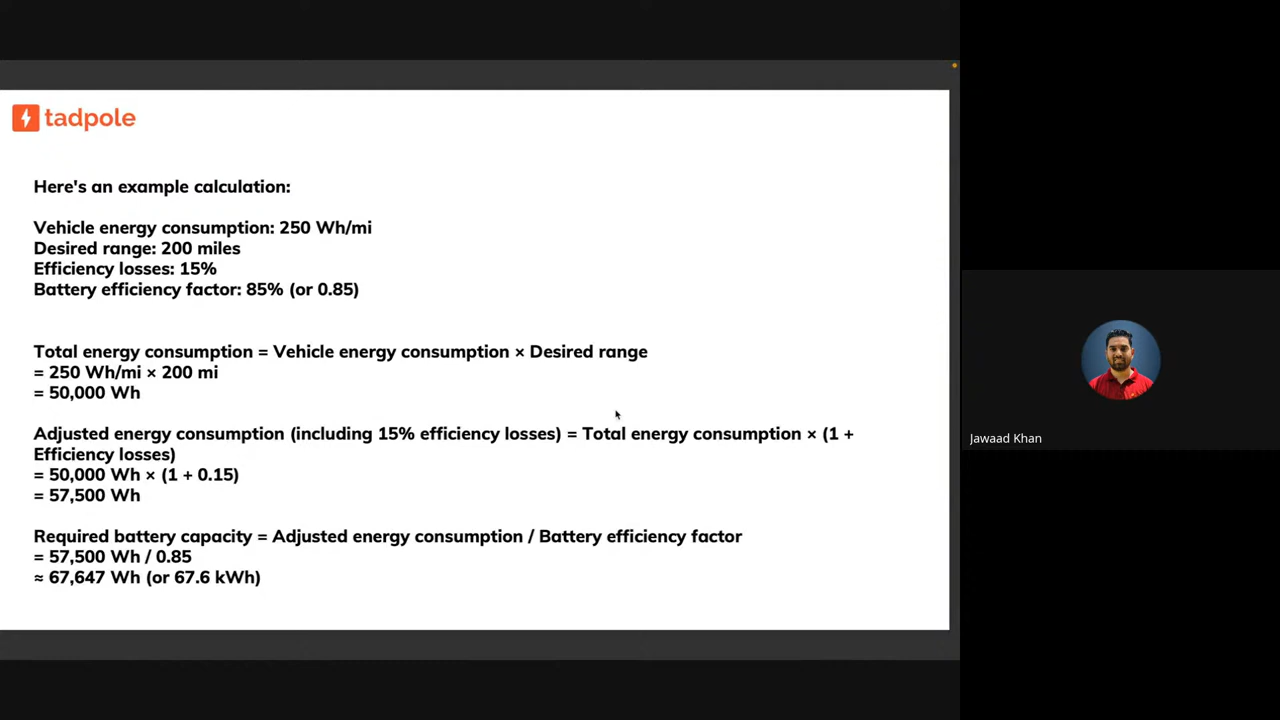 tadpole
Here's an example calculation:
Vehicle energy consumption: 250 Wh/mi
Desired range: 200 miles
Efficiency losses: 15%
Battery efficiency factor: 85% (or 0.85)
Total energy consumption = Vehicle energy consumption × Desired range
= 250 Wh/mi × 200 mi
= 50,000 Wh
Adjusted energy consumption (including 15% efficiency losses) = Total energy consumption × (1 +
Efficiency losses)
= 50,000 Wh × (1 + 0.15)
= 57,500 Wh
Required battery capacity = Adjusted energy consumption / Battery efficiency factor
= 57,500 Wh / 0.85
≈ 67,647 Wh (or 67.6 kWh)
Jawaad Khan